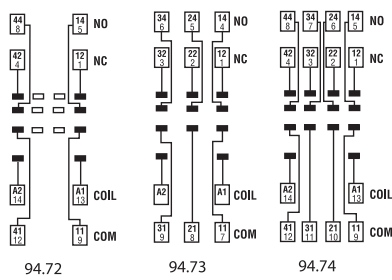 44 14 NO
8 5
42 12 NC
4 1
A2 A1 COIL
14 13
41 11 COM
12 9
94.72
34 25 14 NO
6 5 4
32 22 12 NC
3 2 1
A2 A1 COIL
31 21 11 COM
9 8 7
94.73
44 34 24 14 NO
8 7 6 5
42 32 22 12 NC
4 3 2 1
A2 A1 COIL
14 13
41 31 21 11 COM
12 11 10 9
94.74